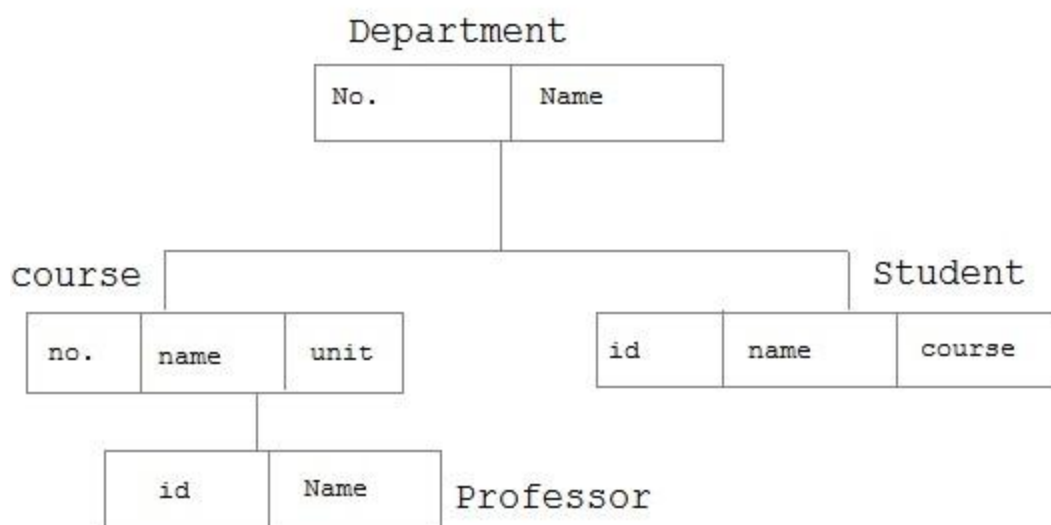 Department
No. Name
course
Student
no. name unit
id name course
id Name
Professor